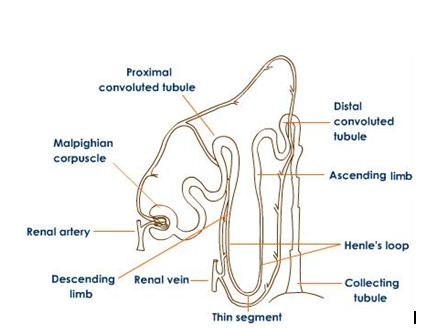 Proximal
convoluted tubule
Distal
convoluted
tubule
Malpighian
corpuscle
Ascending limb
Renal artery
Henle's loop
Descending
limb
Renal vein
Collecting
tubule
Thin segment